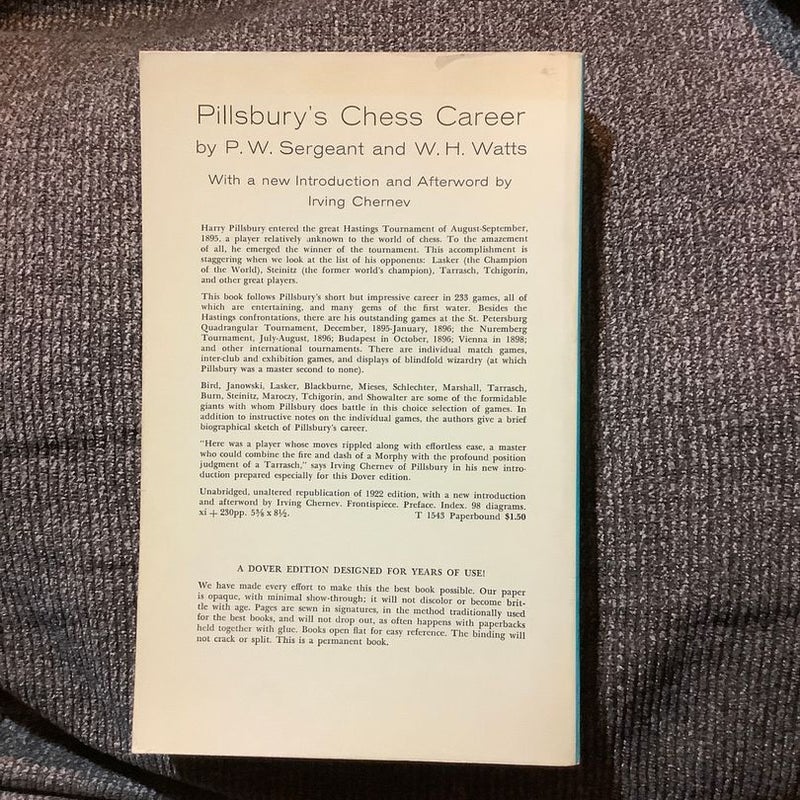 Pillsbury's Chess Career
by P. W. Sergeant and W. H. Watts
With a new Introduction and Afterword by
Irving Chernev
Harry Pillsbury entered the great Hastings Tournament of August-September,
1895, a player relatively unknown to the world of chess. To the amazement
of all, he emerged the winner of the tournament. This accomplishment is
staggering when we look at the list of his opponents: Lasker (the Champion
of the World), Steinitz (the former world's champion), Tarrasch, Tchigorin,
and other great players.
This book follows Pillsbury's short but impressive career in 233 games, all of
which are entertaining, and many gems of the first water. Besides the
Hastings confrontations, there are his outstanding games at the St. Petersburg
Quadrangular Tournament, December, 1895-January, 1896; the Nuremberg
Tournament, July-August, 1896; Budapest in October, 1896; Vienna in 1898;
and other international tournaments. There are individual match games,
inter-club and exhibition games, and displays of blindfold wizardry (at which
Pillsbury was a master second to none).
Bird, Janowski, Lasker, Blackburne, Mieses, Schlechter, Marshall, Tarrasch,
Burn, Steinitz, Maroczy, Tchigorin, and Showalter are some of the formidable
giants with whom Pillsbury does battle in this choice selection of games. In
addition to instructive notes on the individual games, the authors give a brief
biographical sketch of Pillsbury's career.
"Here was a player whose moves rippled along with effortless ease, a master
who could combine the fire and dash of a Morphy with the profound position
judgment of a Tarrasch," says Irving Chernev of Pillsbury in his new intro-
duction prepared especially for this Dover edition.
Unabridged, unaltered republication of 1922 edition, with a new introduction
and afterword by Irving Chernev. Frontispiece. Preface. Index. 98 diagrams.
xi + 230pp. 5⅜ x 8½. T 1543 Paperbound $1.50
A DOVER EDITION DESIGNED FOR YEARS OF USE!
We have made every effort to make this the best book possible. Our paper
is opaque, with minimal show-through; it will not discolor or become brit-
tle with age. Pages are sewn in signatures, in the method traditionally used
for the best books, and will not drop out, as often happens with paperbacks
held together with glue. Books open flat for easy reference. The binding will
not crack or split. This is a permanent book.